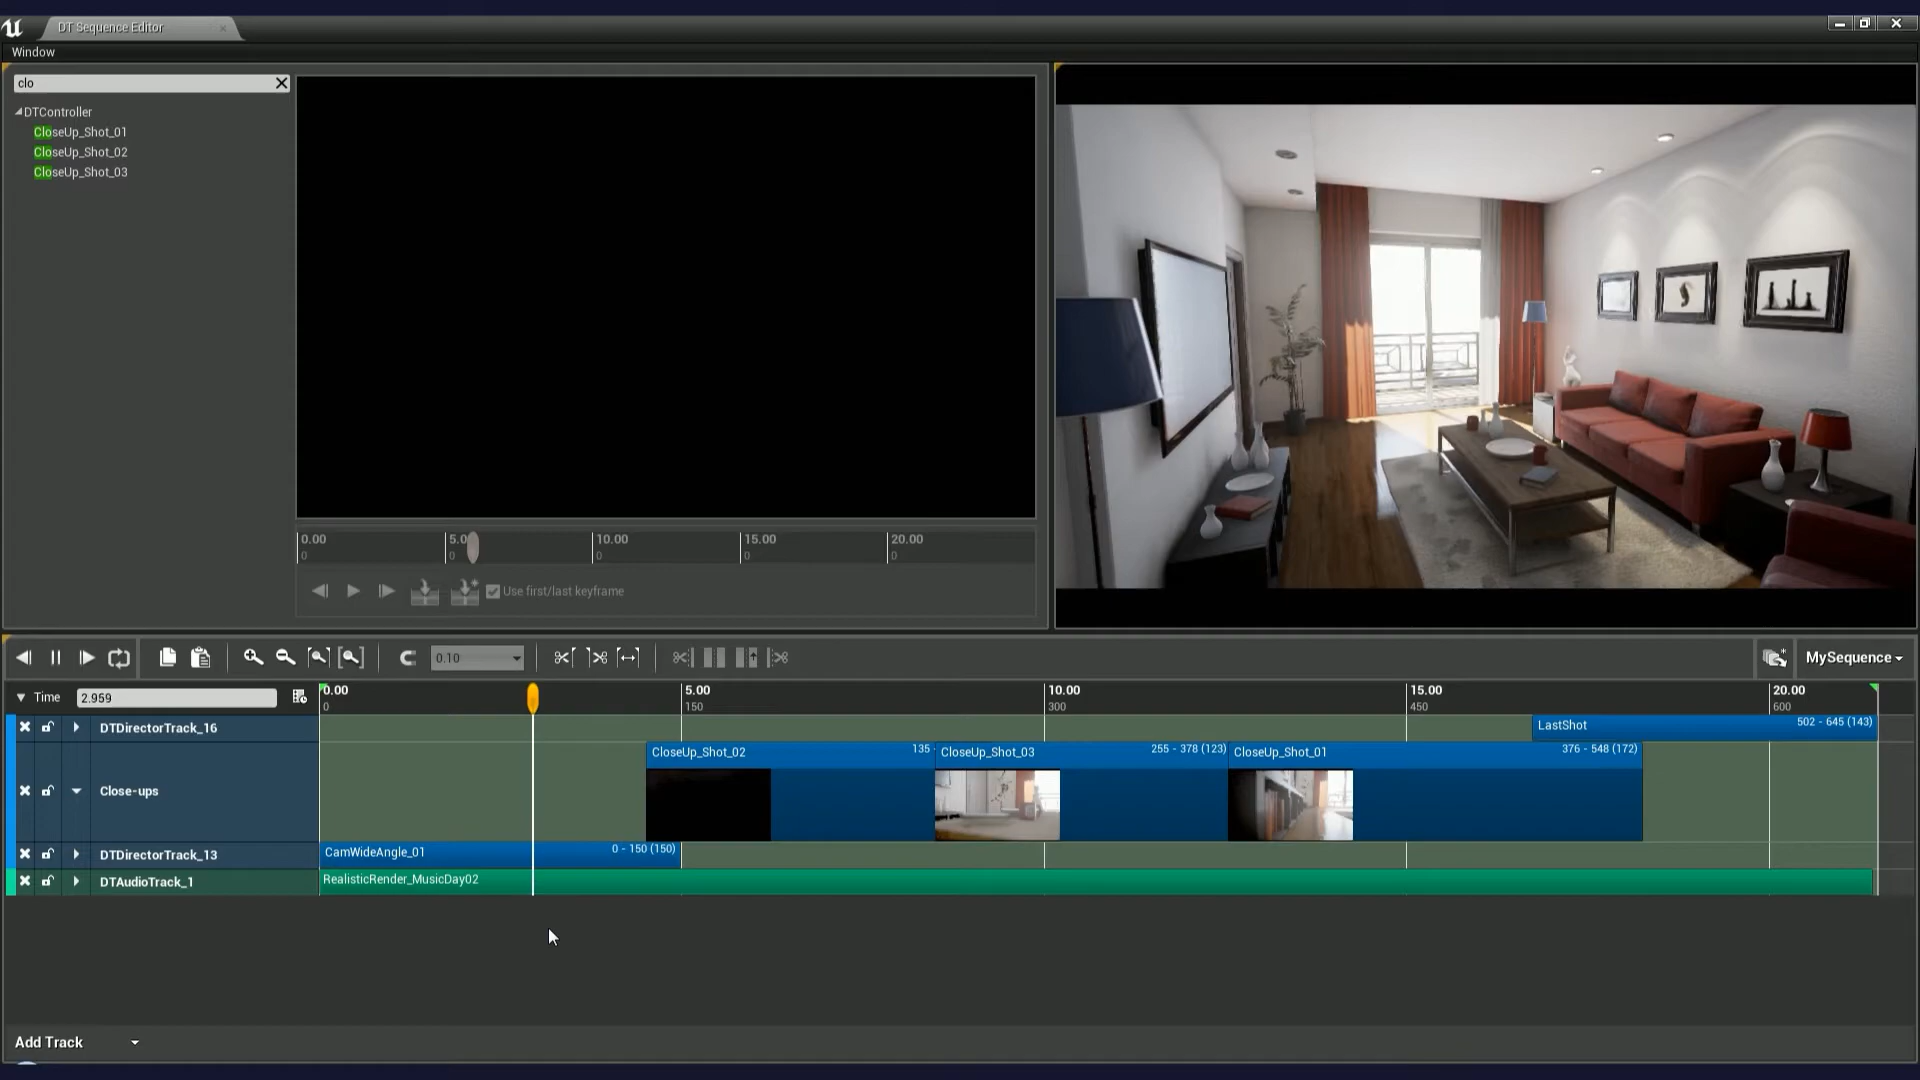 DT Sequence Editor
Window
clo
DTController
CloseUp_Shot_01
CloseUp_Shot_02
CloseUp_Shot_03
0.00 5.0 10.00 15.00 20.00
0 0 0 0 0
Use first/last keyframe
0.10
MySequence
Time 2.959
0.00 5.00 10.00 15.00 20.00
0 150 300 450 600
DTDirectorTrack_16
LastShot 502 - 645 (143)
CloseUp_Shot_02 135 -
CloseUp_Shot_03 255 - 378 (123)
CloseUp_Shot_01 376 - 548 (172)
Close-ups
DTDirectorTrack_13
CamWideAngle_01 0 - 150 (150)
DTAudioTrack_1
RealisticRender_MusicDay02
Add Track